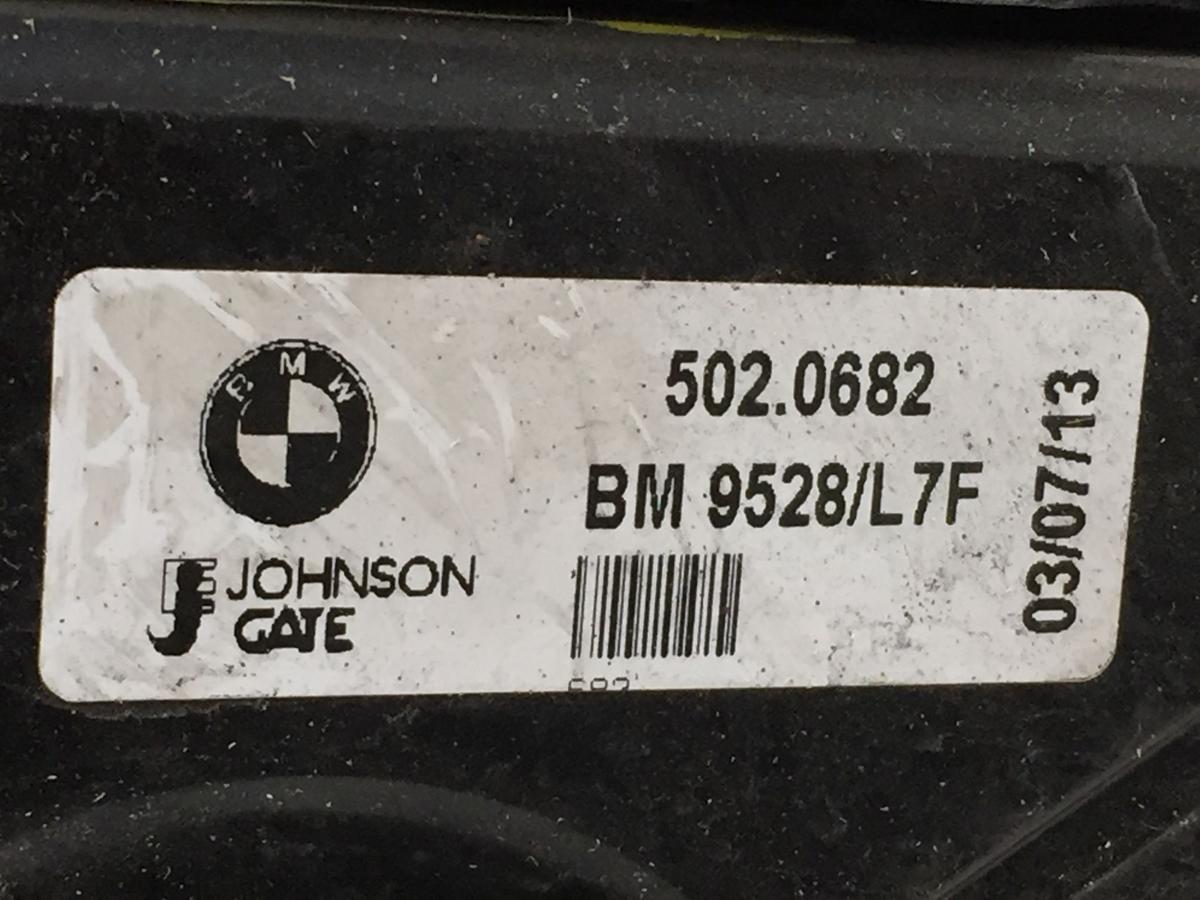 BMW
502.0682
BM 9528/L7F
03/07/13
JOHNSON
GATE